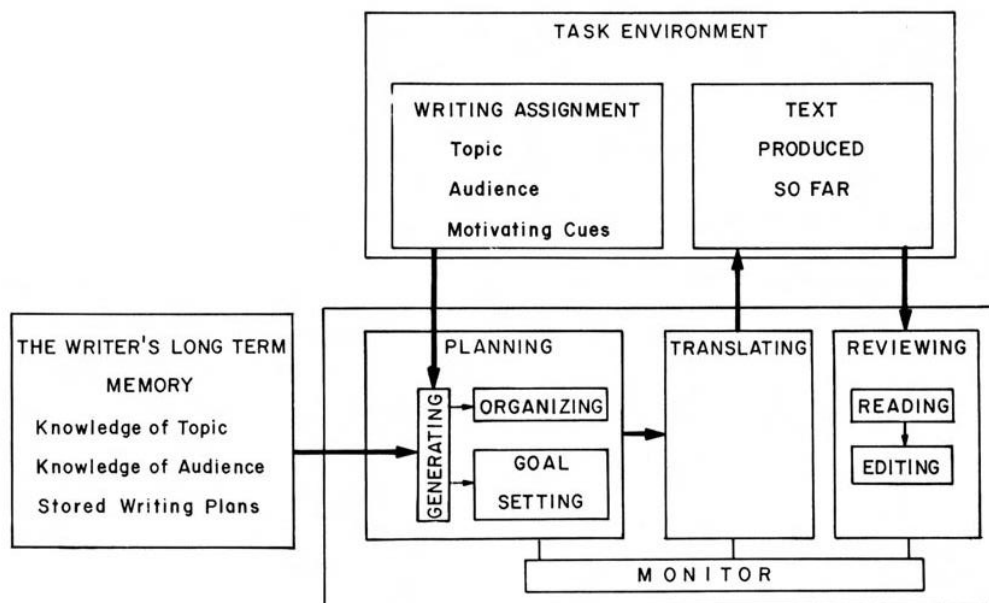 TASK ENVIRONMENT
WRITING ASSIGNMENT
Topic
Audience
Motivating Cues
TEXT
PRODUCED
SO FAR
THE WRITER'S LONG TERM
MEMORY
Knowledge of Topic
Knowledge of Audience
Stored Writing Plans
PLANNING
GENERATING
ORGANIZING
GOAL
SETTING
TRANSLATING
REVIEWING
READING
EDITING
MONITOR